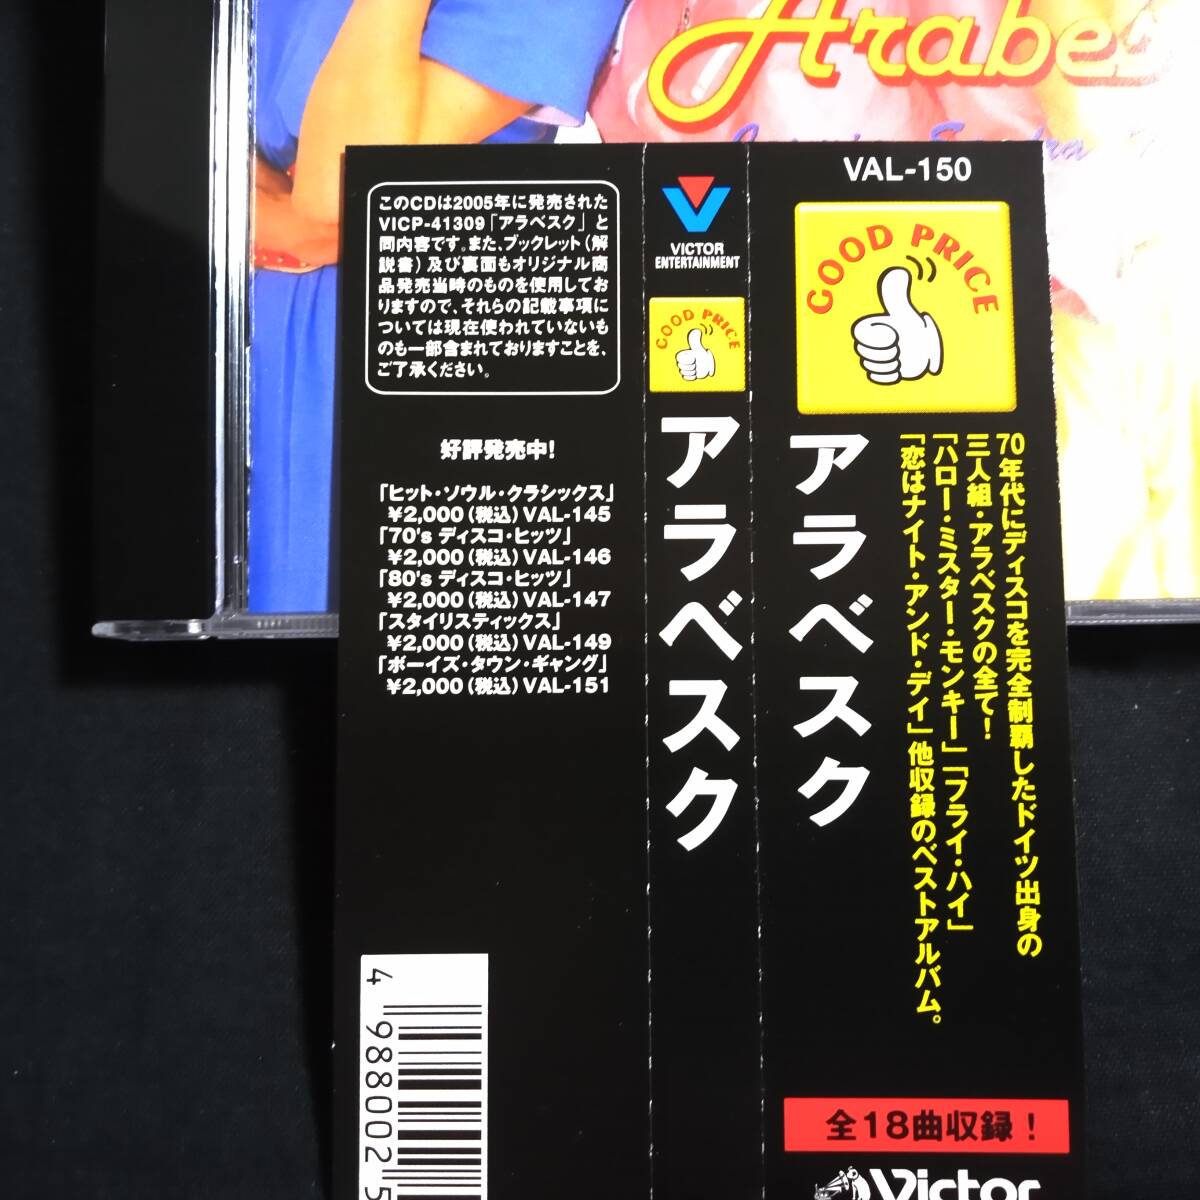 Arabes
このCDは2005年に発売された
VICP-41309「アラベスク」と
同内容です。また、ブックレット（解
説書）及び裏面もオリジナル商
品発売当時のものを使用してお
りますので、それらの記載事項に
ついては現在使われていないも
のも一部含まれておりますことを、
ご了承ください。
好評発売中！
「ヒット・ソウル・クラシックス」
¥2,000（税込）VAL-145
「70's ディスコ・ヒッツ」
¥2,000（税込）VAL-146
「80's ディスコ・ヒッツ」
¥2,000（税込）VAL-147
「スタイリスティックス」
¥2,000（税込）VAL-149
「ボーイズ・タウン・ギャング」
¥2,000（税込）VAL-151
4 988002 5
VICTOR
ENTERTAINMENT
GOOD PRICE
アラベスク
VAL-150
GOOD PRICE
70年代にディスコを完全制覇したドイツ出身の
三人組・アラベスクの全て！
「ハロー・ミスター・モンキー」「フライ・ハイ」
「恋はナイト・アンド・デイ」他収録のベストアルバム。
アラベスク
全18曲収録！
Victor